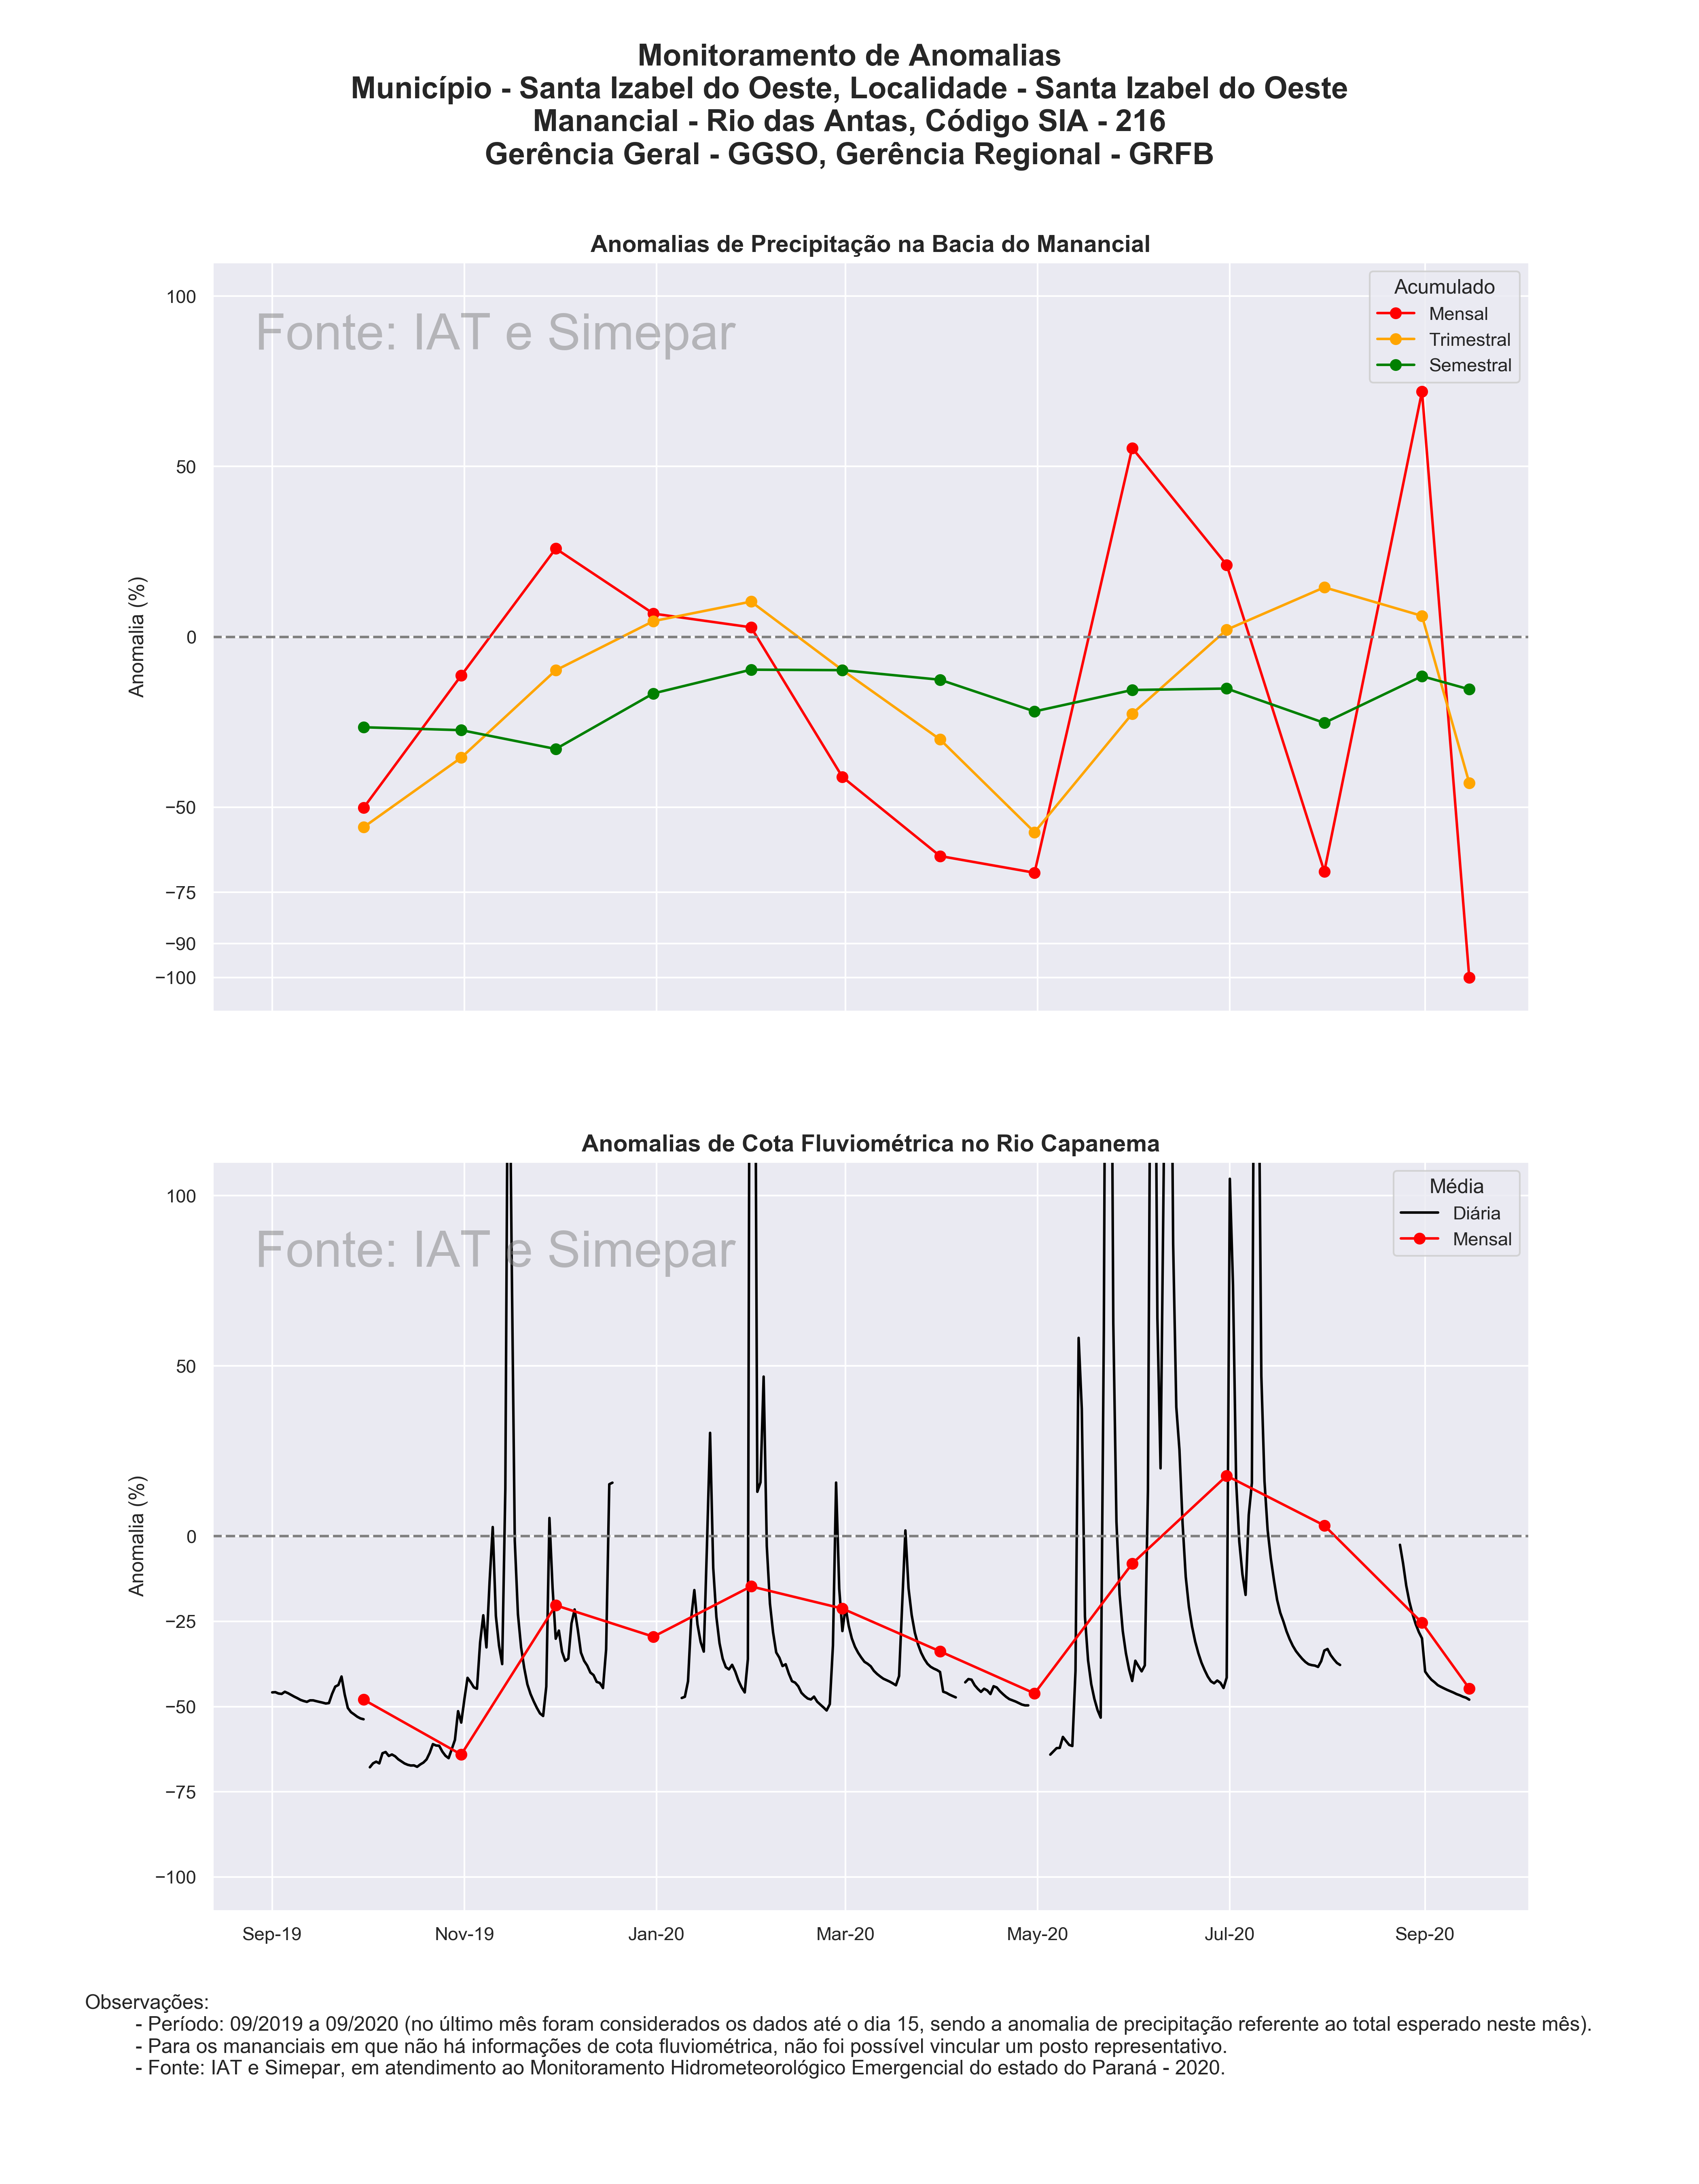 Monitoramento de Anomalias
Município - Santa Izabel do Oeste, Localidade - Santa Izabel do Oeste
Manancial - Rio das Antas, Código SIA - 216
Gerência Geral - GGSO, Gerência Regional - GRFB
Anomalias de Precipitação na Bacia do Manancial
Fonte: IAT e Simepar
Acumulado
Mensal
Trimestral
Semestral
Anomalia (%)
100
50
0
−50
−75
−90
−100
Anomalias de Cota Fluviométrica no Rio Capanema
Fonte: IAT e Simepar
Média
Diária
Mensal
Anomalia (%)
100
50
0
−25
−50
−75
−100
Sep-19 Nov-19 Jan-20 Mar-20 May-20 Jul-20 Sep-20
Observações:
- Período: 09/2019 a 09/2020 (no último mês foram considerados os dados até o dia 15, sendo a anomalia de precipitação referente ao total esperado neste mês).
- Para os mananciais em que não há informações de cota fluviométrica, não foi possível vincular um posto representativo.
- Fonte: IAT e Simepar, em atendimento ao Monitoramento Hidrometeorológico Emergencial do estado do Paraná - 2020.